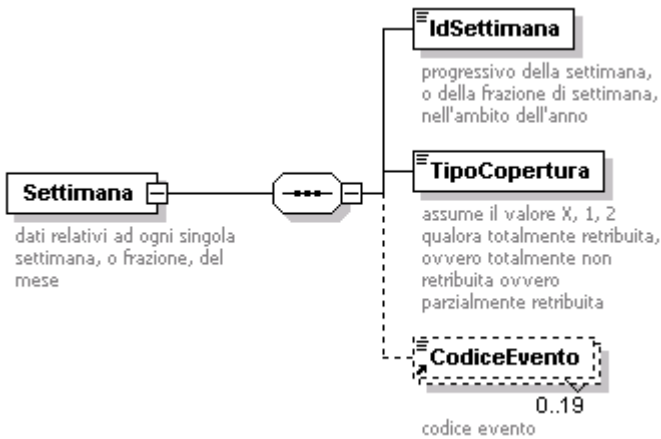 IdSettimana
progressivo della settimana,
o della frazione di settimana,
nell'ambito dell'anno
TipoCopertura
assume il valore X, 1, 2
qualora totalmente retribuita,
ovvero totalmente non
retribuita ovvero
parzialmente retribuita
Settimana
dati relativi ad ogni singola
settimana, o frazione, del
mese
CodiceEvento
0..19
codice evento